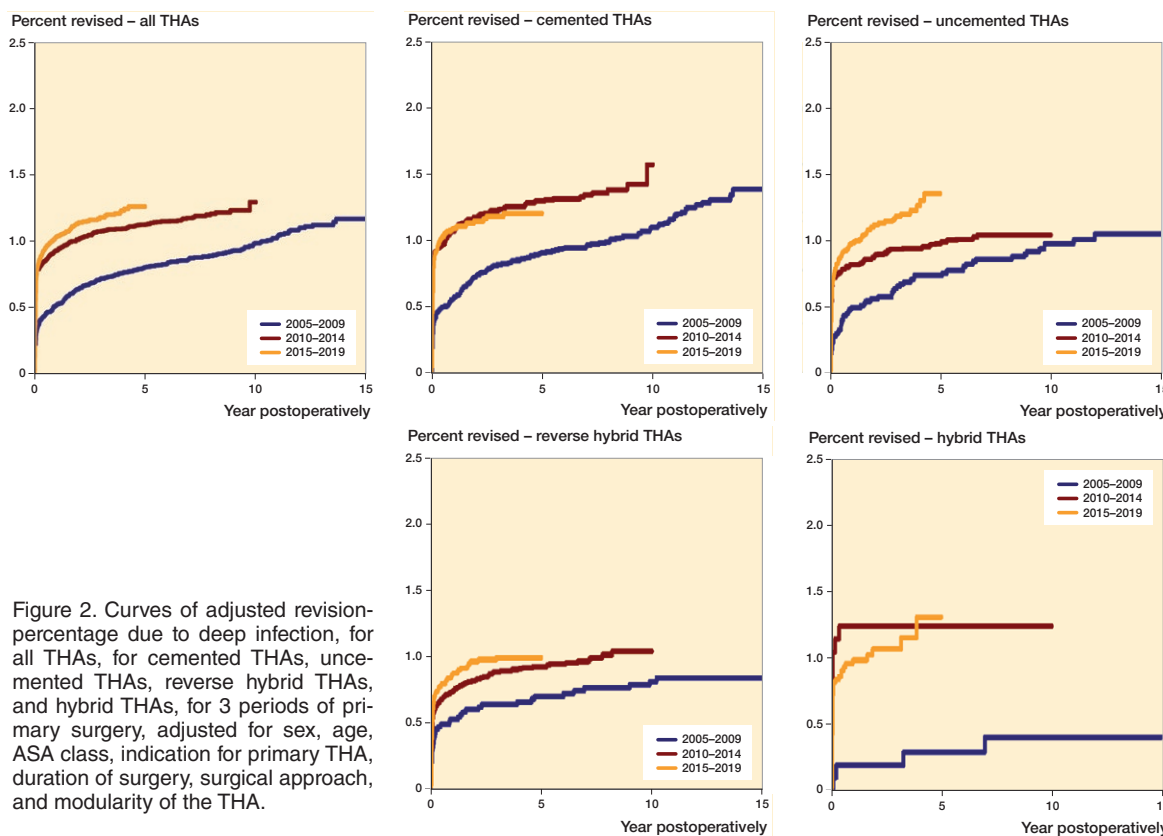 Percent revised – all THAs
2.5
2.0
1.5
1.0
0.5
0
2005–2009
2010–2014
2015–2019
0 5 10 15
Year postoperatively
Percent revised – cemented THAs
2.5
2.0
1.5
1.0
0.5
0
2005–2009
2010–2014
2015–2019
0 5 10 15
Year postoperatively
Percent revised – uncemented THAs
2.5
2.0
1.5
1.0
0.5
0
2005–2009
2010–2014
2015–2019
0 5 10 15
Year postoperatively
Figure 2. Curves of adjusted revision-
percentage due to deep infection, for
all THAs, for cemented THAs, unce-
mented THAs, reverse hybrid THAs,
and hybrid THAs, for 3 periods of pri-
mary surgery, adjusted for sex, age,
ASA class, indication for primary THA,
duration of surgery, surgical approach,
and modularity of the THA.
Percent revised – reverse hybrid THAs
2.5
2.0
1.5
1.0
0.5
0
2005–2009
2010–2014
2015–2019
0 5 10 15
Year postoperatively
Percent revised – hybrid THAs
2.5
2005–2009
2010–2014
2015–2019
2.0
1.5
1.0
0.5
0
0 5 10 15
Year postoperatively